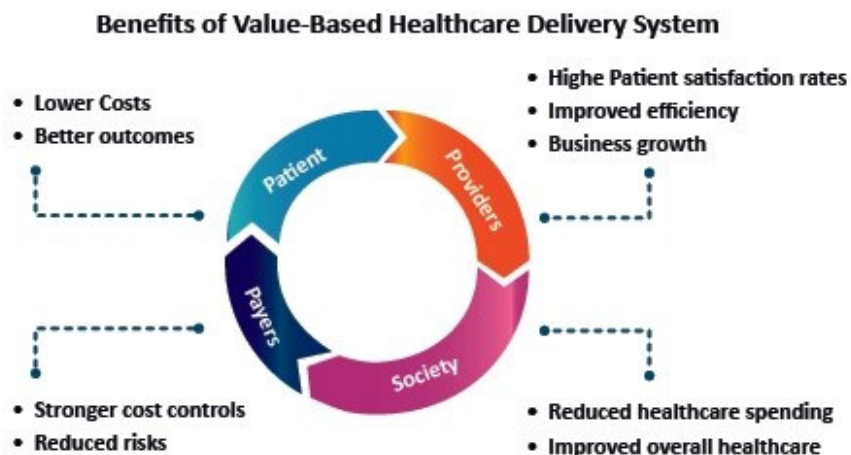 Benefits of Value-Based Healthcare Delivery System
• Lower Costs
• Better outcomes
• Highe Patient satisfaction rates
• Improved efficiency
• Business growth
Patient
Providers
Payers
Society
• Stronger cost controls
• Reduced risks
• Reduced healthcare spending
• Improved overall healthcare